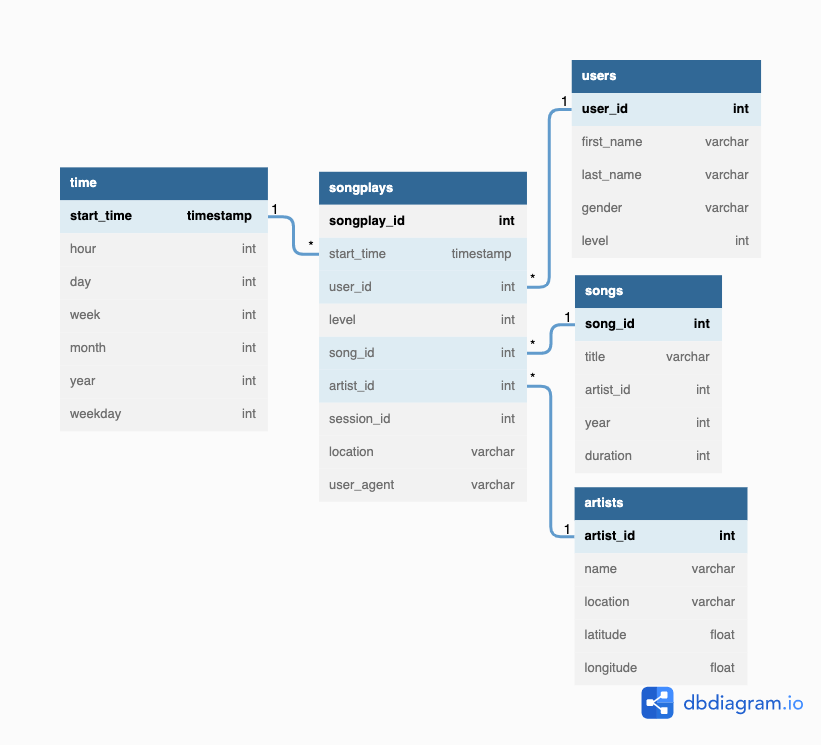 time
start_time timestamp
hour int
day int
week int
month int
year int
weekday int
1
*
songplays
songplay_id int
start_time timestamp
user_id int
level int
song_id int
artist_id int
session_id int
location varchar
user_agent varchar
*
1
*
1
*
1
users
user_id int
first_name varchar
last_name varchar
gender varchar
level int
songs
song_id int
title varchar
artist_id int
year int
duration int
artists
artist_id int
name varchar
location varchar
latitude float
longitude float
dbdiagram.io